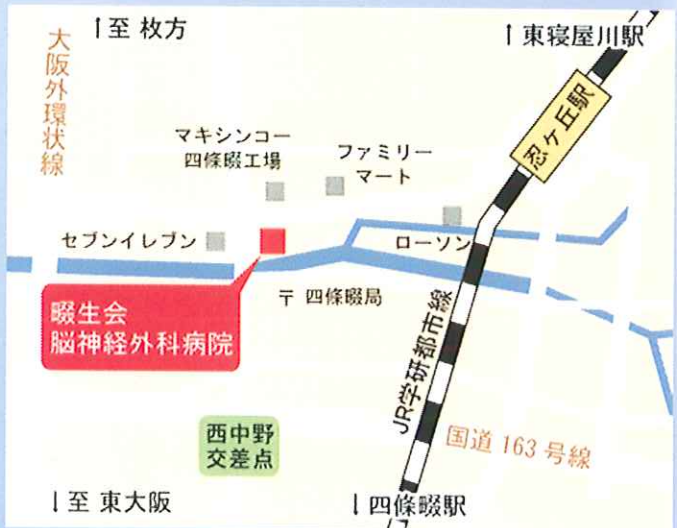 ↑至 枚方
↑東寝屋川駅
大阪外環状線
忍ヶ丘駅
マキシンコー
四條畷工場
ファミリー
マート
セブンイレブン
ローソン
畷生会
脳神経外科病院
〒 四條畷局
JR学研都市線
西中野
交差点
国道 163 号線
↓至 東大阪
↓四條畷駅